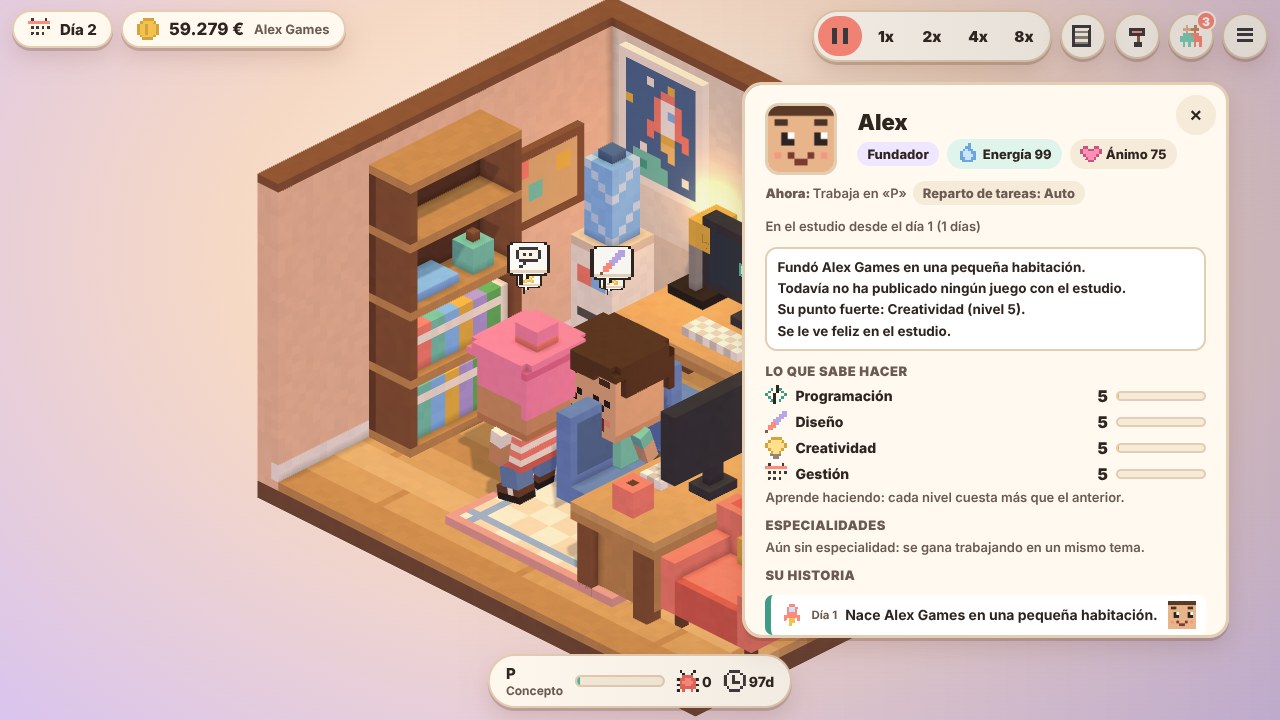 Día 2
59.279 € Alex Games
1x 2x 4x 8x
3
Alex
Fundador Energía 99 Ánimo 75
Ahora: Trabaja en «P» Reparto de tareas: Auto
En el estudio desde el día 1 (1 días)
Fundó Alex Games en una pequeña habitación.
Todavía no ha publicado ningún juego con el estudio.
Su punto fuerte: Creatividad (nivel 5).
Se le ve feliz en el estudio.
LO QUE SABE HACER
Programación 5
Diseño 5
Creatividad 5
Gestión 5
Aprende haciendo: cada nivel cuesta más que el anterior.
ESPECIALIDADES
Aún sin especialidad: se gana trabajando en un mismo tema.
SU HISTORIA
Día 1 Nace Alex Games en una pequeña habitación.
P
Concepto
0
97d